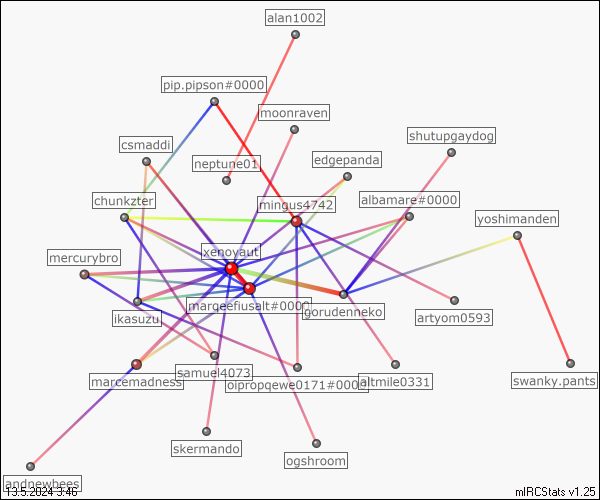 alan1002
pip.pipson#0000
moonraven
shutupgaydog
csmaddi
neptune01
edgepanda
chunkzter
mingus4742
albamare#0000
yoshimanden
xenoyaut
mercurybro
ikasuzu
marqeefiusalt#0000
gorudenneko
artyom0593
marcemadness
samuel4073
oipropqewe0171#0000
altmile0331
swanky.pants
skermando
ogshroom
andnewbees
13.5.2024 3:46
mIRCStats v1.25